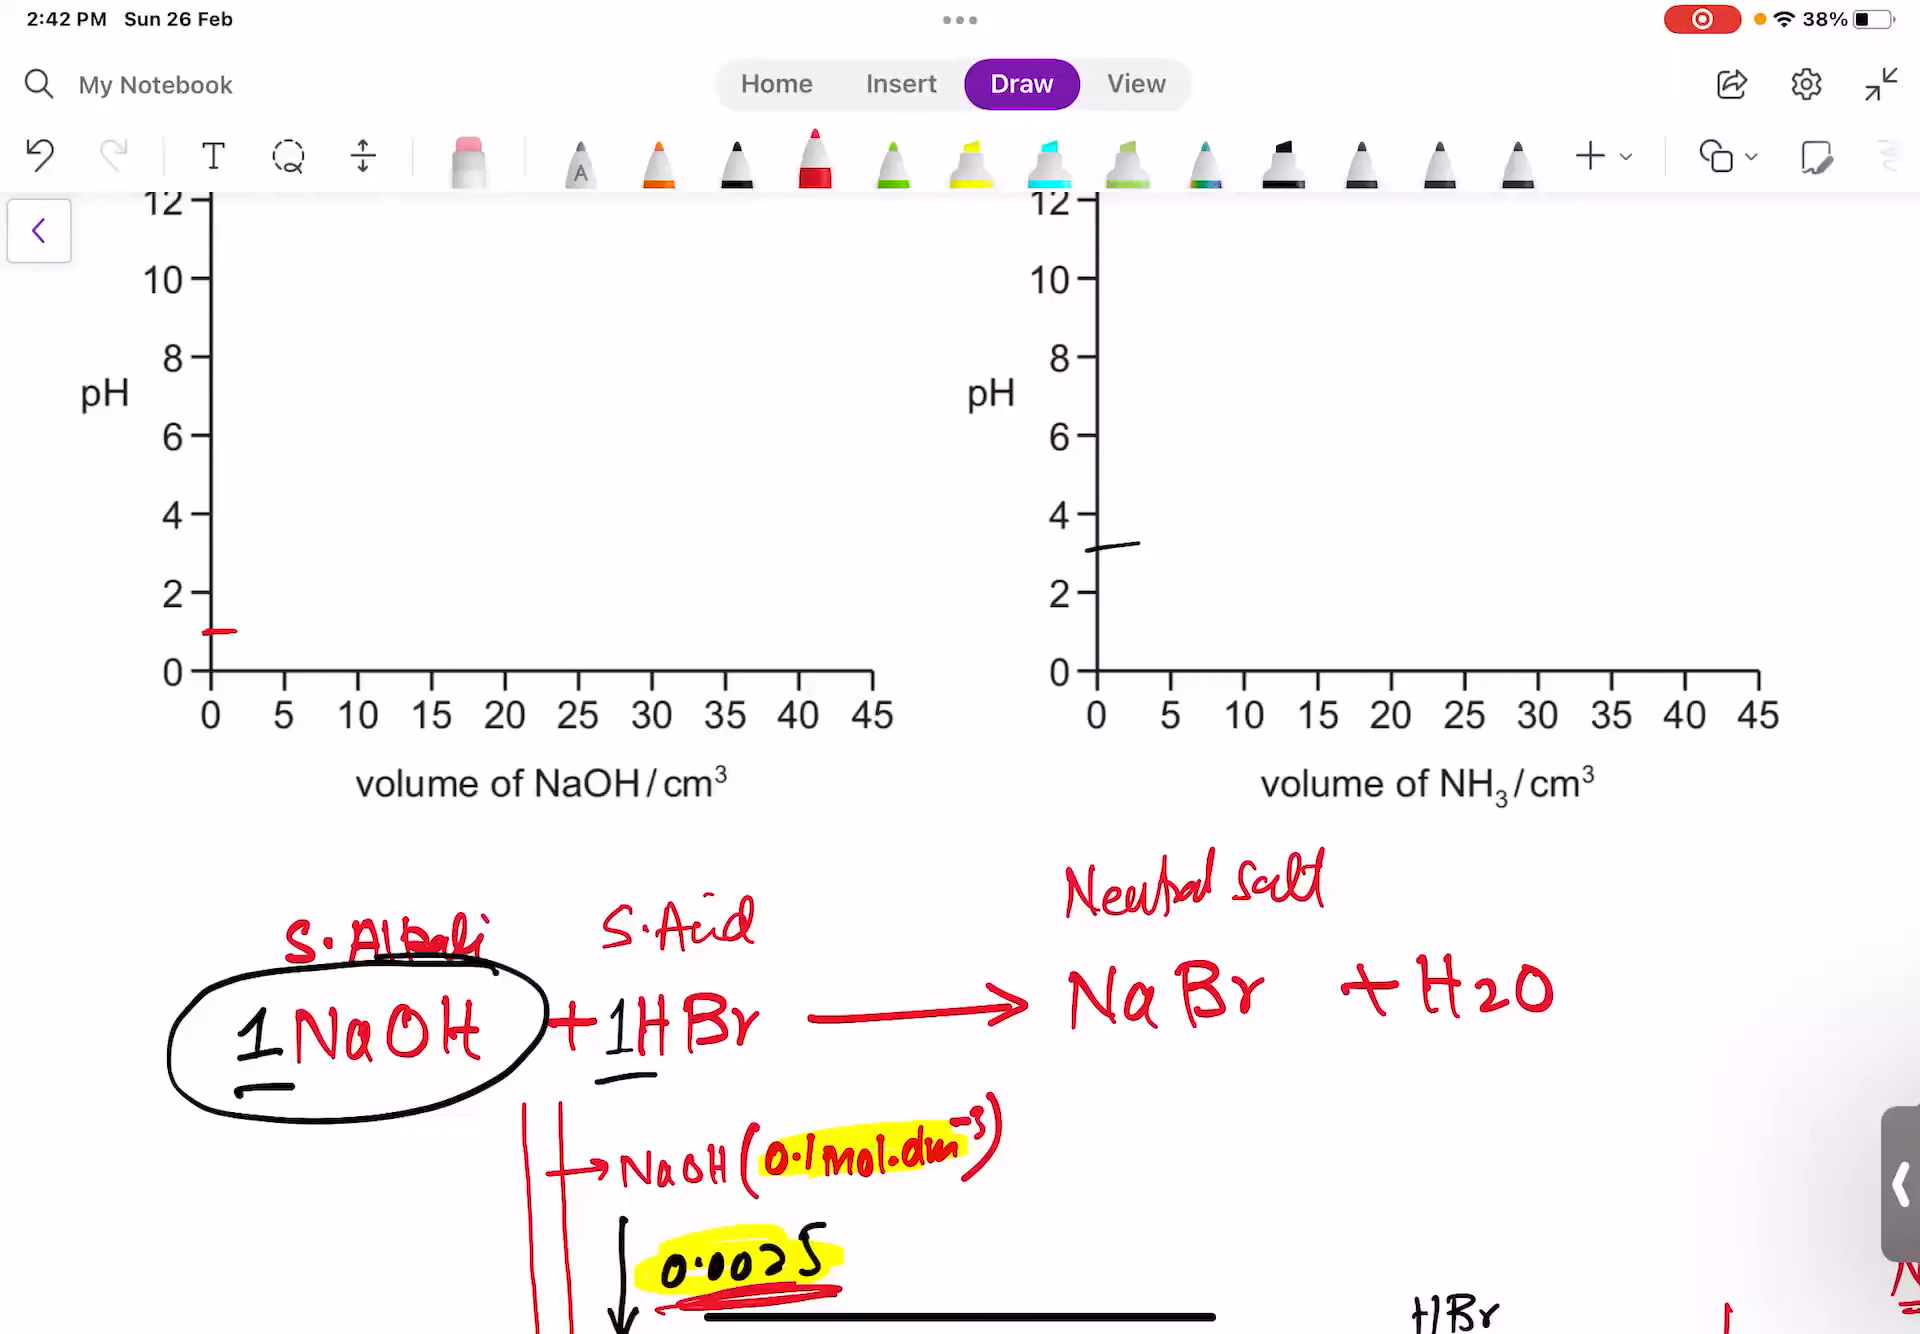 2:42 PM Sun 26 Feb
38%
My Notebook
Home Insert Draw View
T
A
12
10
8
6
4
2
0
pH
0 5 10 15 20 25 30 35 40 45
volume of NaOH/cm³
12
10
8
6
4
2
0
pH
0 5 10 15 20 25 30 35 40 45
volume of NH₃/cm³
S.Alkali S.Acid Neutral salt
1NaOH + 1HBr → NaBr + H2O
→ NaOH (0.1 mol.dm⁻³)
0.0025
HBr